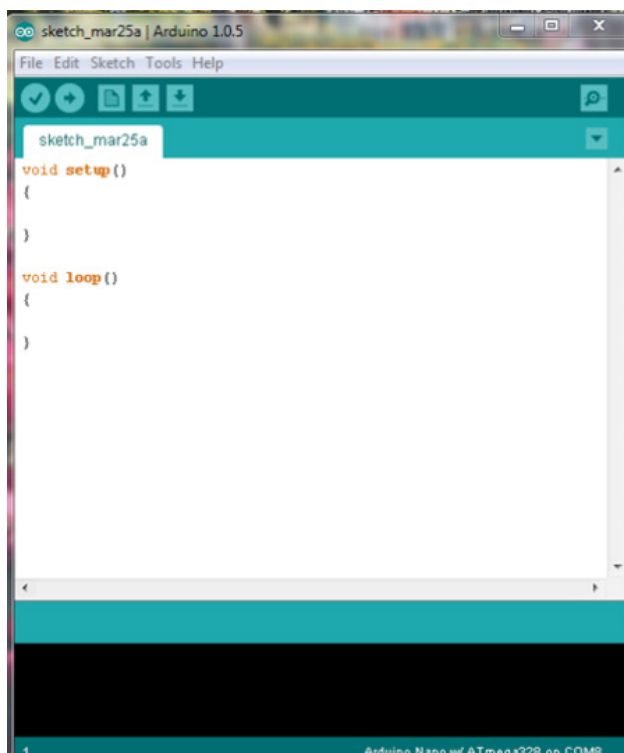 sketch_mar25a | Arduino 1.0.5
File Edit Sketch Tools Help
sketch_mar25a
void setup()
{
}
void loop()
{
}
1
Arduino Nano w/ ATmega328 on COM8